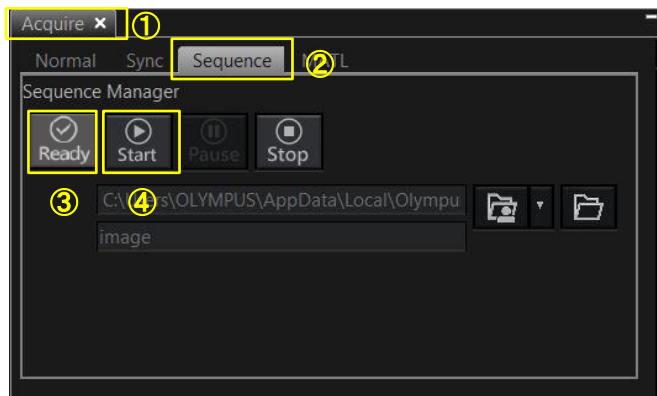 Acquire ①
Normal Sync Sequence ②
Sequence Manager
Ready Start Pause Stop
③ ④
image